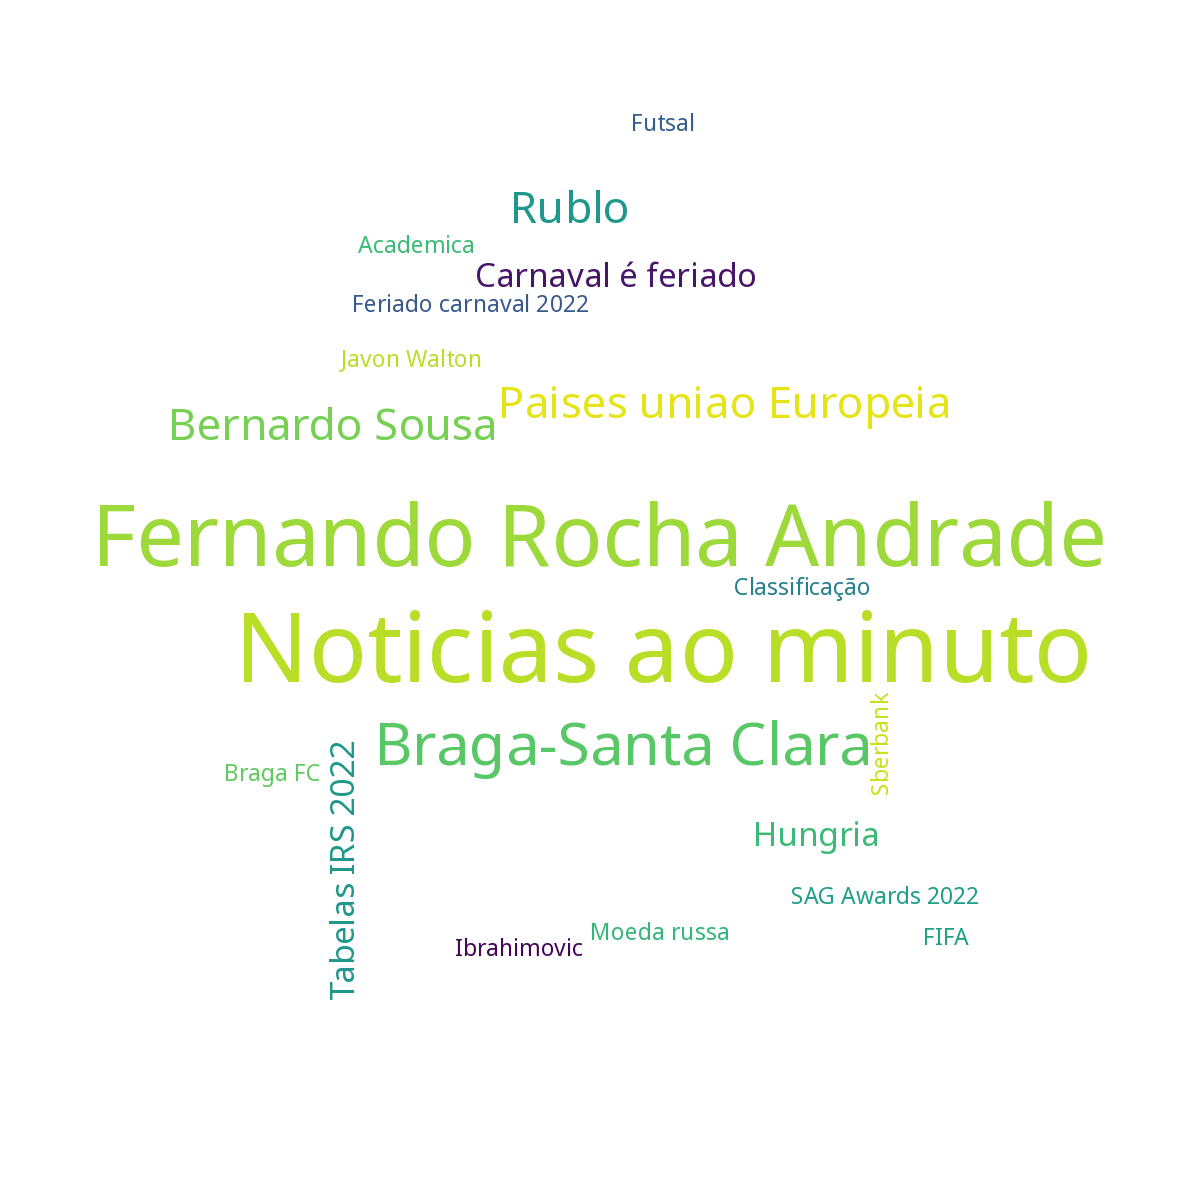 Futsal
Rublo
Academica
Carnaval é feriado
Feriado carnaval 2022
Javon Walton
Paises uniao Europeia
Bernardo Sousa
Fernando Rocha Andrade
Classificação
Noticias ao minuto
Braga-Santa Clara
Sberbank
Braga FC
Tabelas IRS 2022
Hungria
SAG Awards 2022
Moeda russa
FIFA
Ibrahimovic